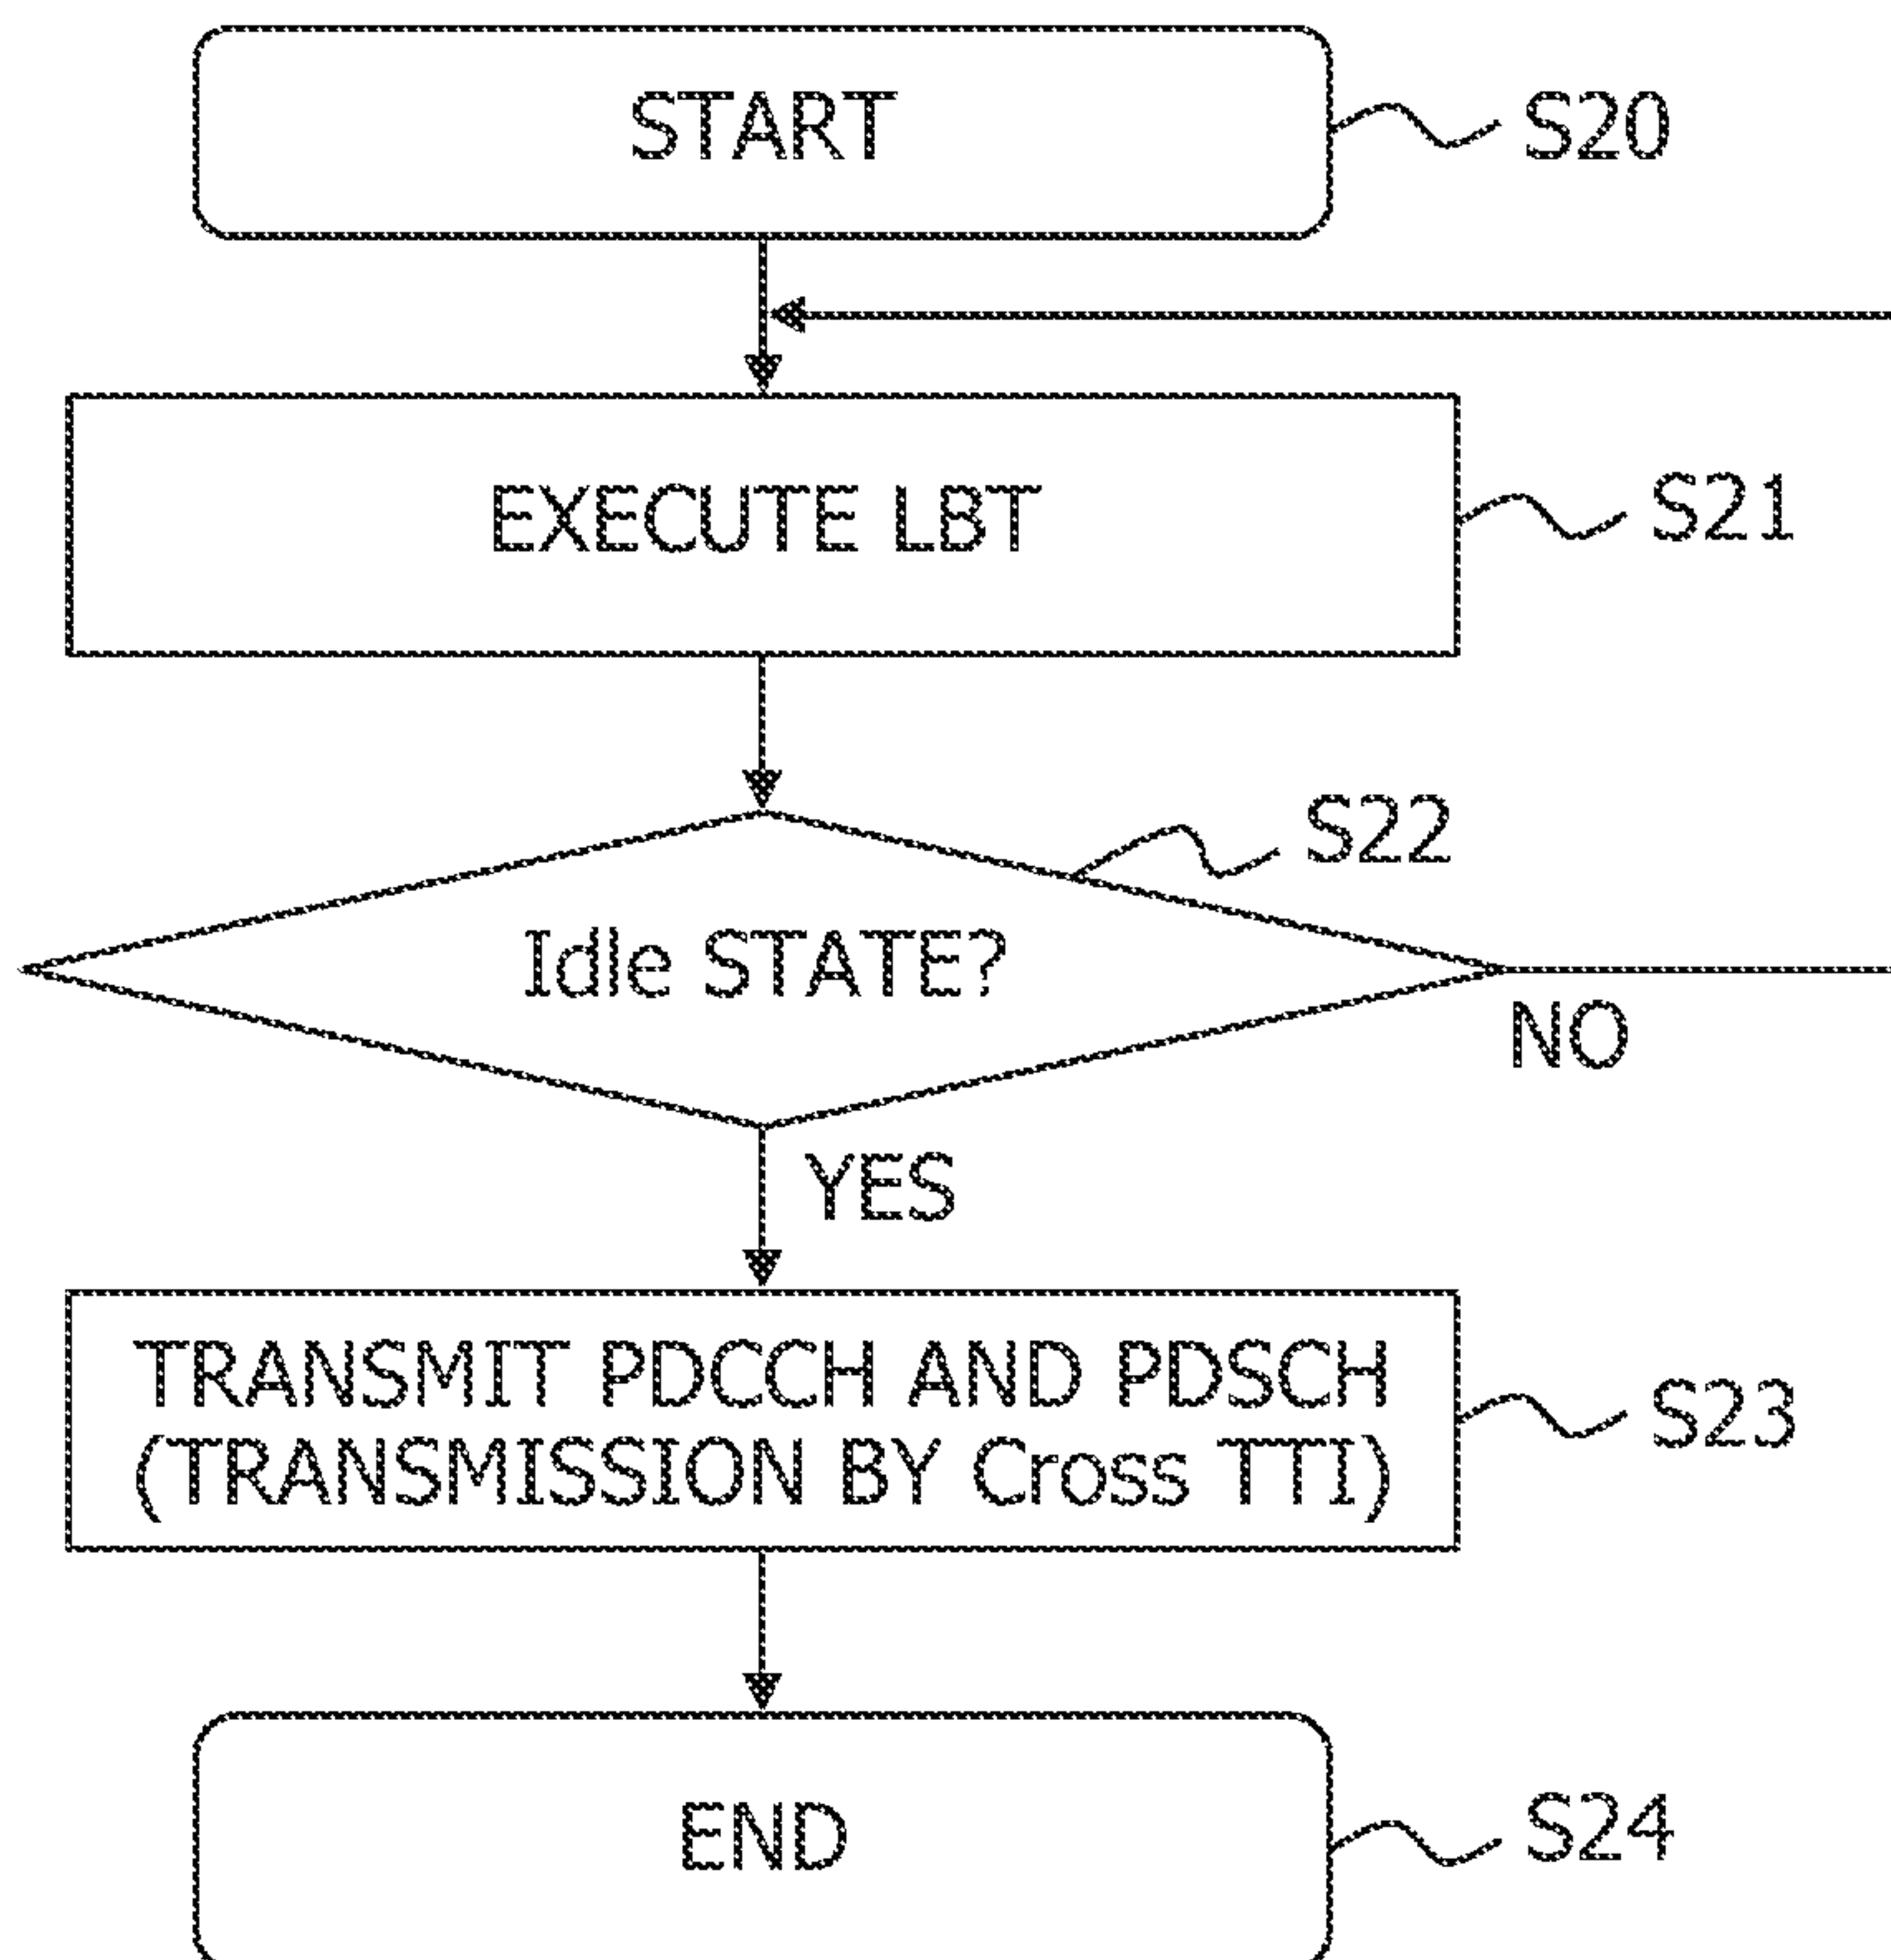 START
S20
EXECUTE LBT
S21
S22
Idle STATE?
NO
YES
TRANSMIT PDCCH AND PDSCH
(TRANSMISSION BY Cross TTI)
S23
END
S24